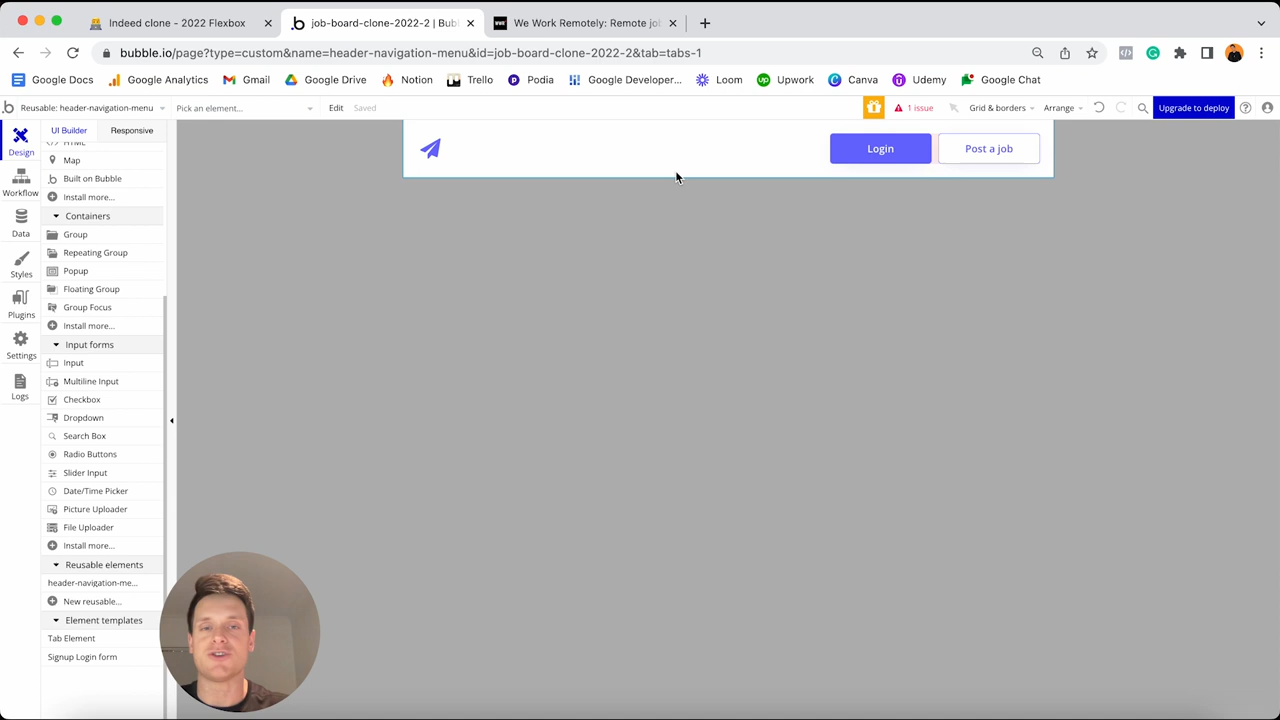 Indeed clone - 2022 Flexbox
job-board-clone-2022-2 | Bubl
We Work Remotely: Remote jo
bubble.io/page?type=custom&name=header-navigation-menu&id=job-board-clone-2022-2&tab=tabs-1
Google Docs Google Analytics Gmail Google Drive Notion Trello Podia Google Developer... Loom Upwork Canva Udemy Google Chat
Reusable: header-navigation-menu Pick an element... Edit Saved 1 issue Grid & borders Arrange Upgrade to deploy
UI Builder Responsive
Design
Workflow
Data
Styles
Plugins
Settings
Logs
HTML
Map
Built on Bubble
Install more...
Containers
Group
Repeating Group
Popup
Floating Group
Group Focus
Install more...
Input forms
Input
Multiline Input
Checkbox
Dropdown
Search Box
Radio Buttons
Slider Input
Date/Time Picker
Picture Uploader
File Uploader
Install more...
Reusable elements
header-navigation-me...
New reusable...
Element templates
Tab Element
Signup Login form
Login Post a job